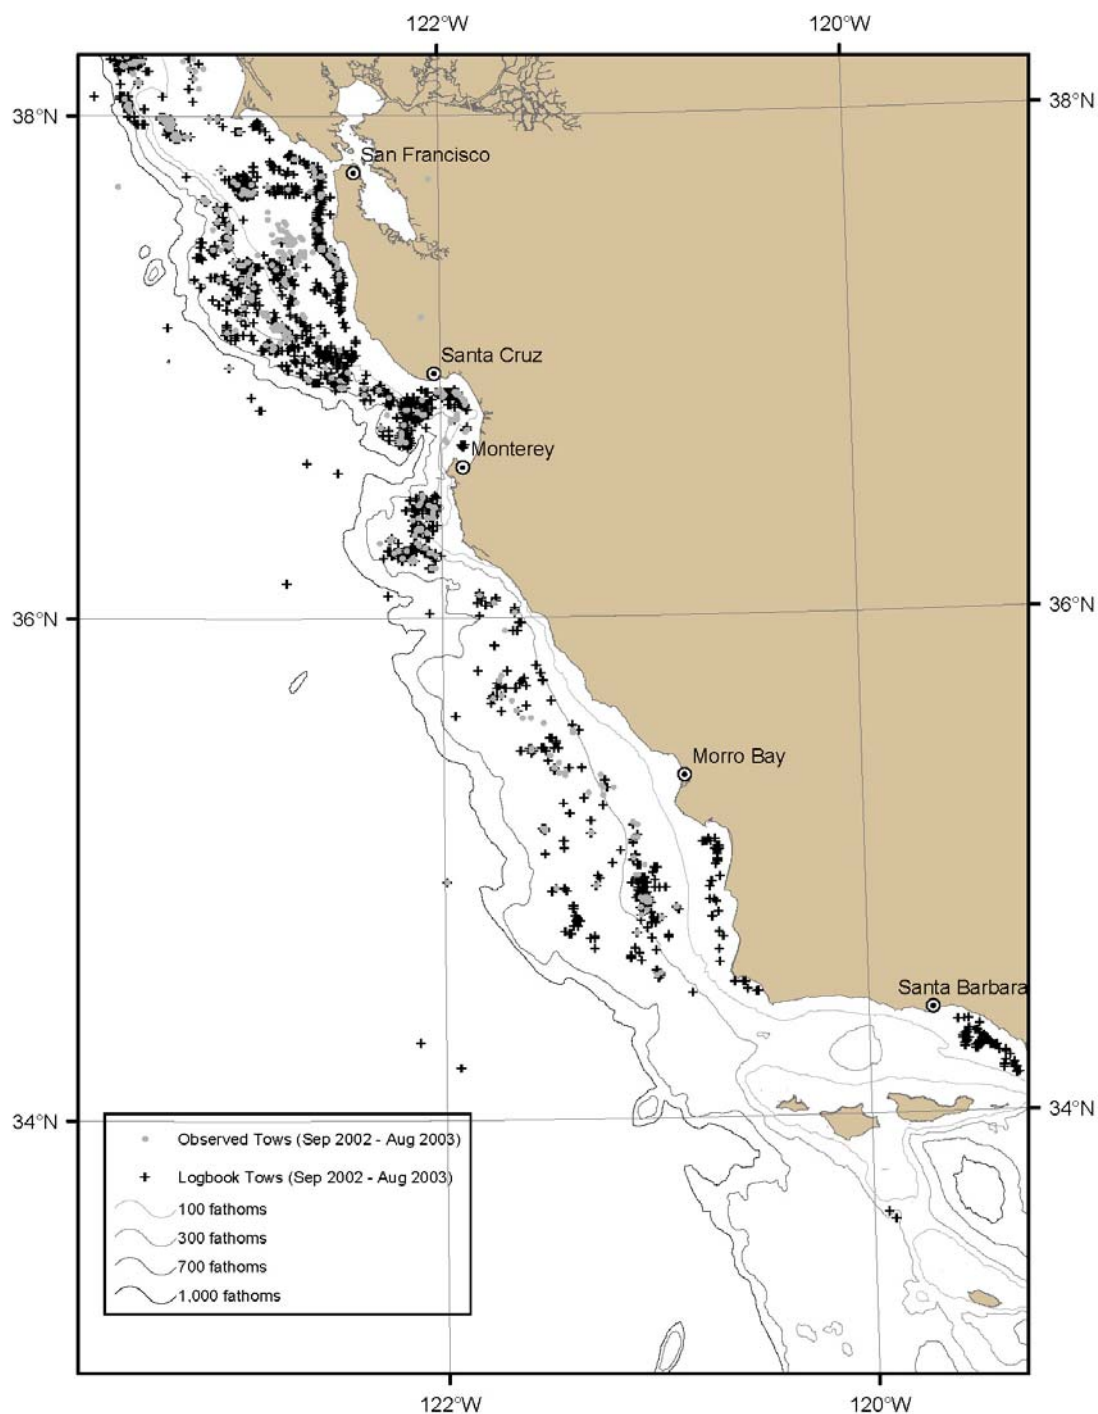 122°W 120°W
38°N 38°N
San Francisco
Santa Cruz
Monterey
36°N 36°N
Morro Bay
Santa Barbara
34°N 34°N
Observed Tows (Sep 2002 - Aug 2003)
Logbook Tows (Sep 2002 - Aug 2003)
100 fathoms
300 fathoms
700 fathoms
1,000 fathoms
122°W 120°W